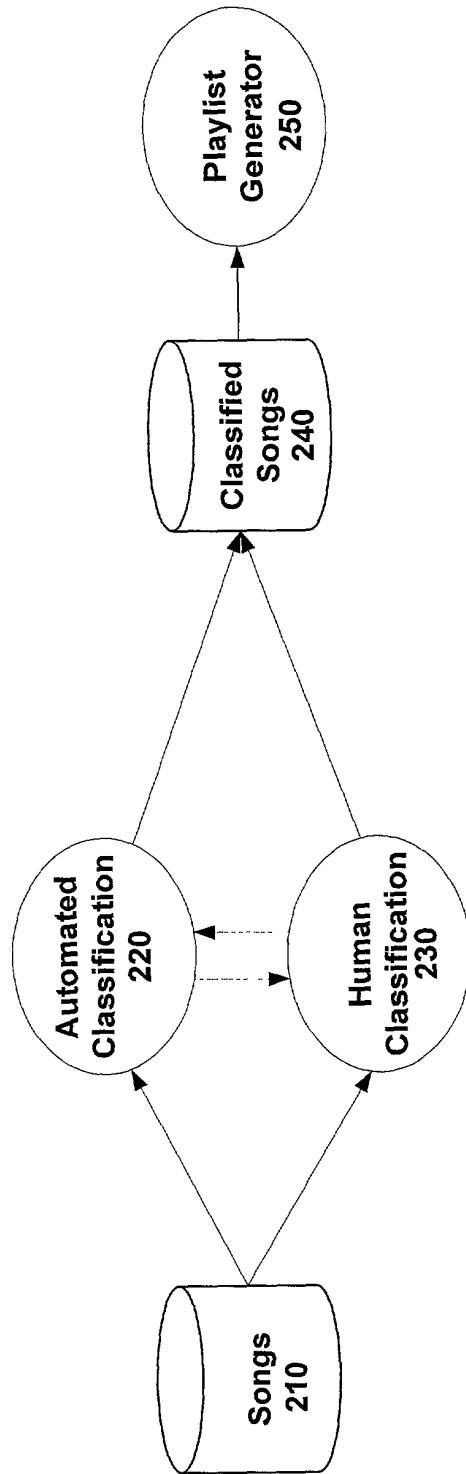 Songs
210
Automated
Classification
220
Human
Classification
230
Classified
Songs
240
Playlist
Generator
250